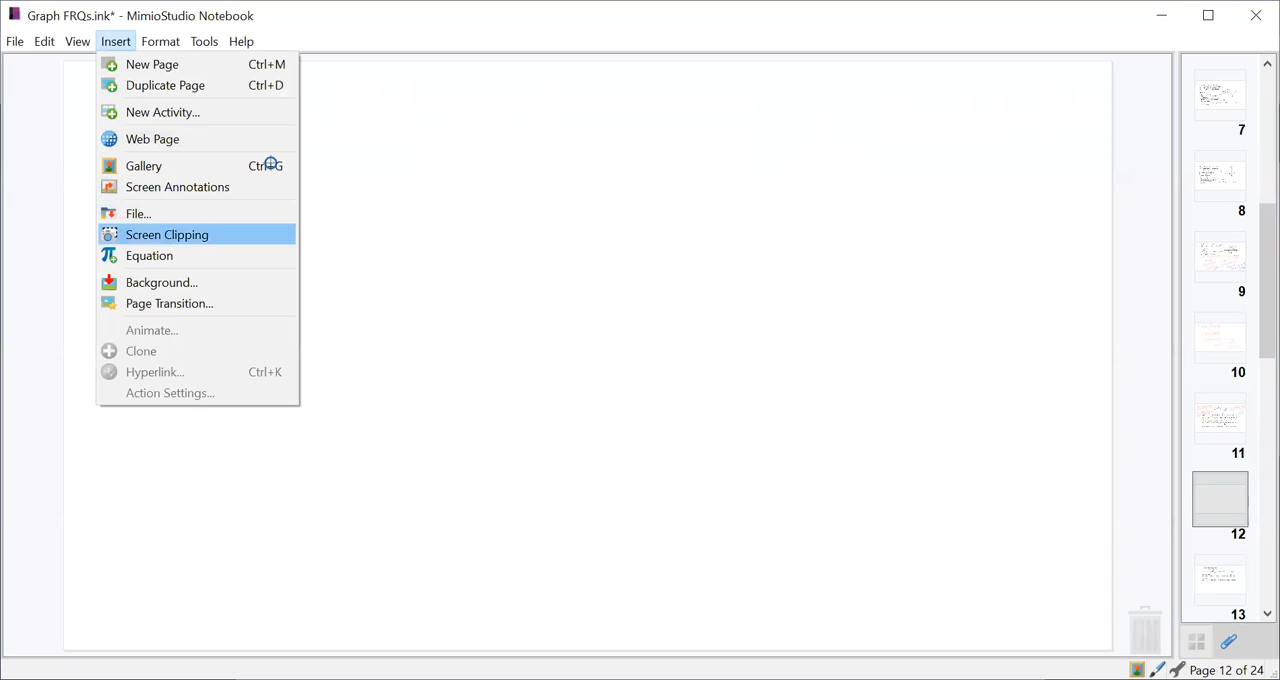 Graph FRQs.ink* - MimioStudio Notebook
File Edit View Insert Format Tools Help
New Page Ctrl+M
Duplicate Page Ctrl+D
New Activity...
Web Page
Gallery Ctrl+G
Screen Annotations
File...
Screen Clipping
Equation
Background...
Page Transition...
Animate...
Clone
Hyperlink... Ctrl+K
Action Settings...
7
8
9
10
11
12
13
Page 12 of 24